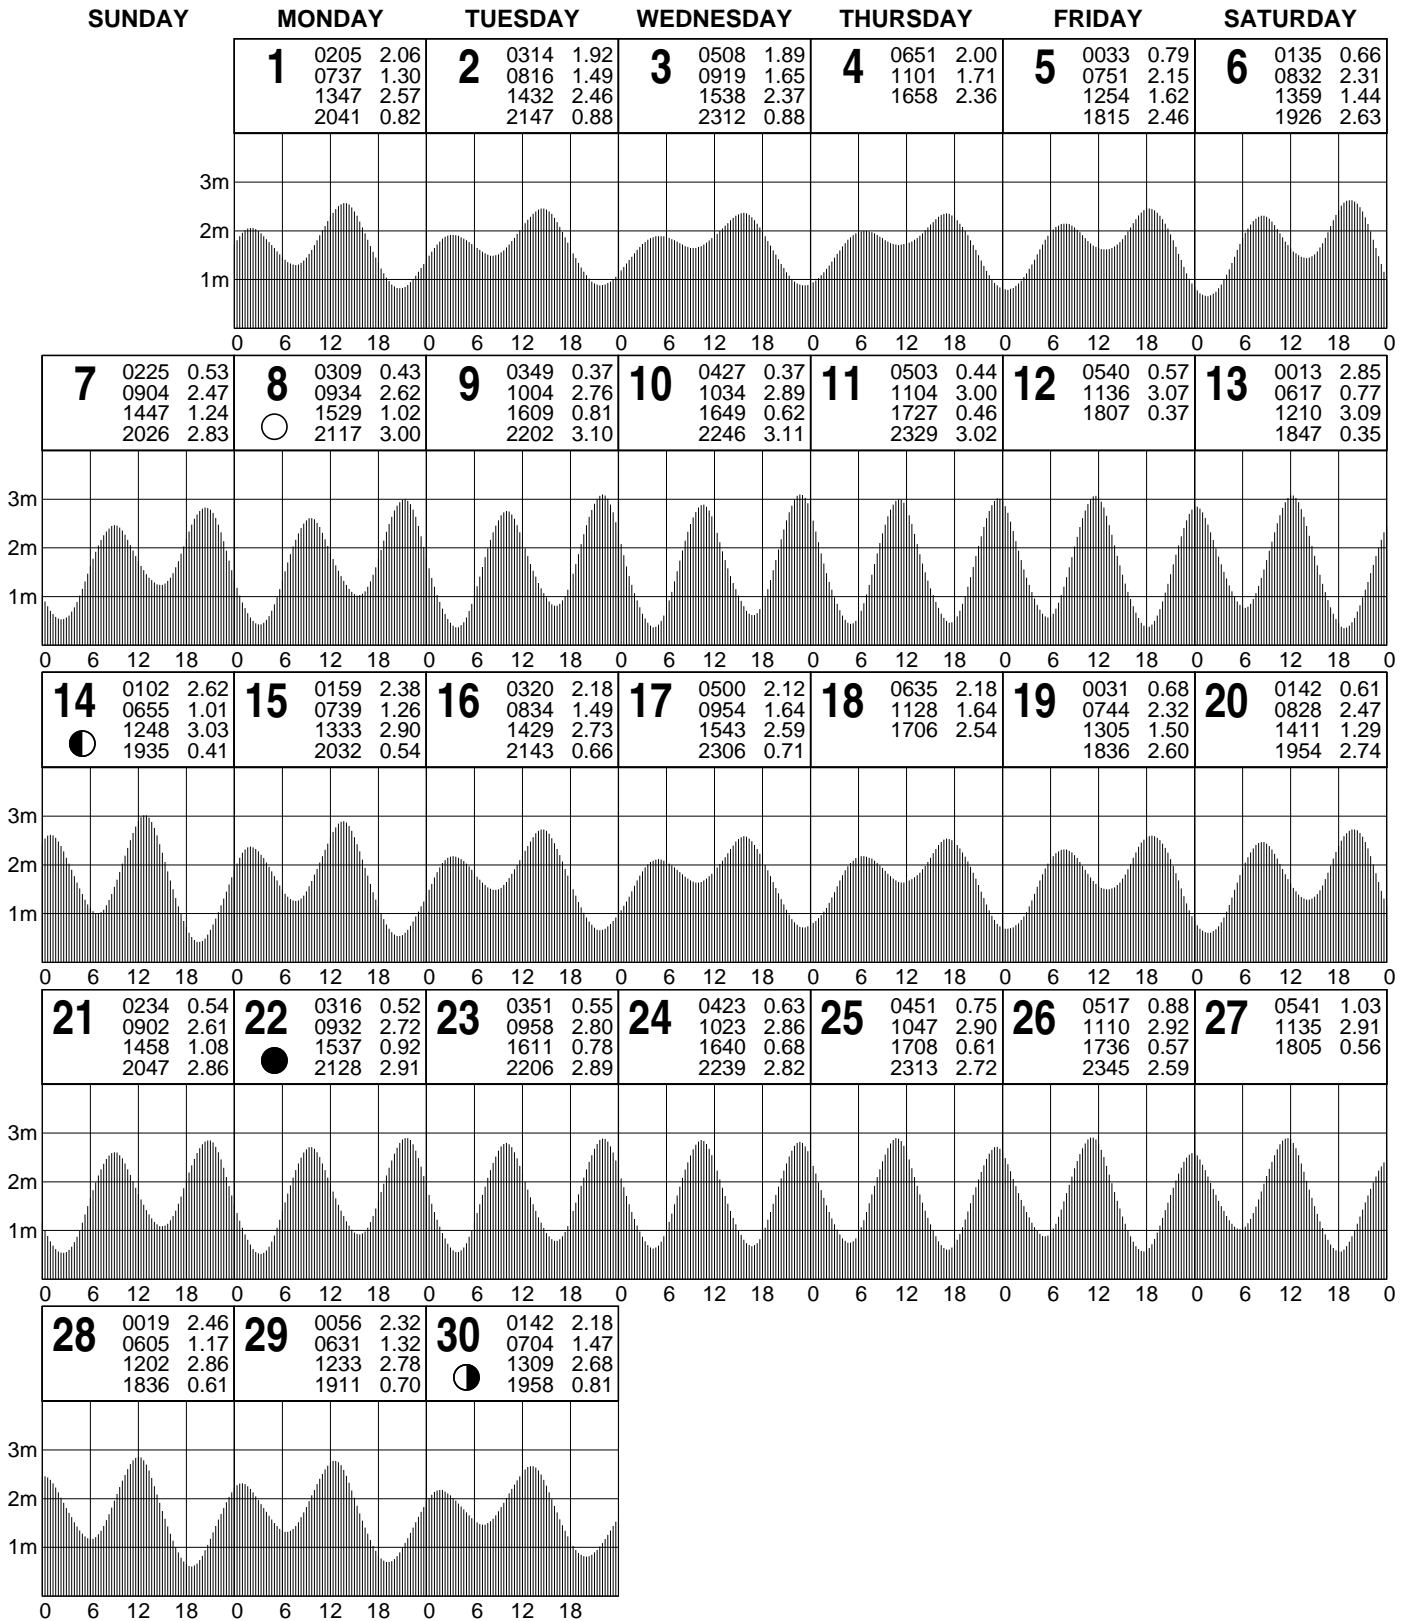 SUNDAY MONDAY TUESDAY WEDNESDAY THURSDAY FRIDAY SATURDAY
1 0205 2.06 2 0314 1.92 3 0508 1.89 4 0651 2.00 5 0033 0.79 6 0135 0.66
0737 1.30 0816 1.49 0919 1.65 1101 1.71 0751 2.15 0832 2.31
1347 2.57 1432 2.46 1538 2.37 1658 2.36 1254 1.62 1359 1.44
2041 0.82 2147 0.88 2312 0.88 1815 2.46 1926 2.63
3m
2m
1m
0 6 12 18 0 6 12 18 0 6 12 18 0 6 12 18 0 6 12 18 0 6 12 18 0
7 0225 0.53 8 0309 0.43 9 0349 0.37 10 0427 0.37 11 0503 0.44 12 0540 0.57 13 0013 2.85
0904 2.47 0934 2.62 1004 2.76 1034 2.89 1104 3.00 1136 3.07 0617 0.77
1447 1.24 1529 1.02 1609 0.81 1649 0.62 1727 0.46 1807 0.37 1210 3.09
2026 2.83 2117 3.00 2202 3.10 2246 3.11 2329 3.02 1847 0.35
3m
2m
1m
0 6 12 18 0 6 12 18 0 6 12 18 0 6 12 18 0 6 12 18 0 6 12 18 0 6 12 18 0
14 0102 2.62 15 0159 2.38 16 0320 2.18 17 0500 2.12 18 0635 2.18 19 0031 0.68 20 0142 0.61
0655 1.01 0739 1.26 0834 1.49 0954 1.64 1128 1.64 0744 2.32 0828 2.47
1248 3.03 1333 2.90 1429 2.73 1543 2.59 1706 2.54 1305 1.50 1411 1.29
1935 0.41 2032 0.54 2143 0.66 2306 0.71 1836 2.60 1954 2.74
3m
2m
1m
0 6 12 18 0 6 12 18 0 6 12 18 0 6 12 18 0 6 12 18 0 6 12 18 0 6 12 18 0
21 0234 0.54 22 0316 0.52 23 0351 0.55 24 0423 0.63 25 0451 0.75 26 0517 0.88 27 0541 1.03
0902 2.61 0932 2.72 0958 2.80 1023 2.86 1047 2.90 1110 2.92 1135 2.91
1458 1.08 1537 0.92 1611 0.78 1640 0.68 1708 0.61 1736 0.57 1805 0.56
2047 2.86 2128 2.91 2206 2.89 2239 2.82 2313 2.72 2345 2.59
3m
2m
1m
0 6 12 18 0 6 12 18 0 6 12 18 0 6 12 18 0 6 12 18 0 6 12 18 0 6 12 18 0
28 0019 2.46 29 0056 2.32 30 0142 2.18
0605 1.17 0631 1.32 0704 1.47
1202 2.86 1233 2.78 1309 2.68
1836 0.61 1911 0.70 1958 0.81
3m
2m
1m
0 6 12 18 0 6 12 18 0 6 12 18